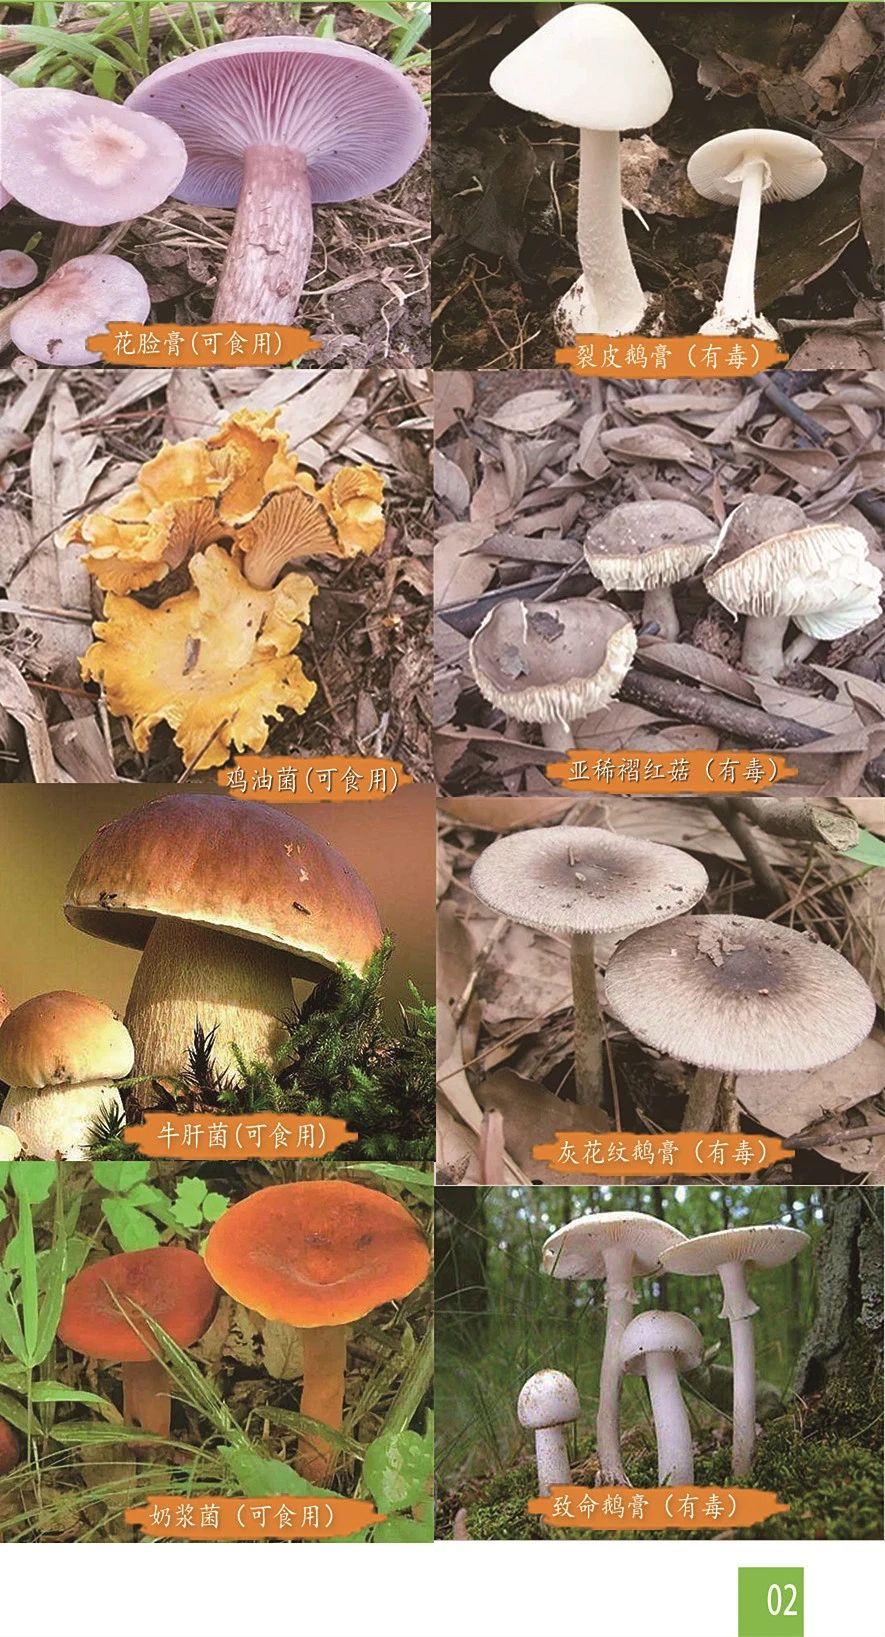 花脸膏(可食用)
裂皮鹅膏（有毒）
鸡油菌(可食用)
亚稀褶红菇（有毒）
牛肝菌(可食用)
灰花纹鹅膏（有毒）
奶浆菌（可食用）
致命鹅膏（有毒）
02